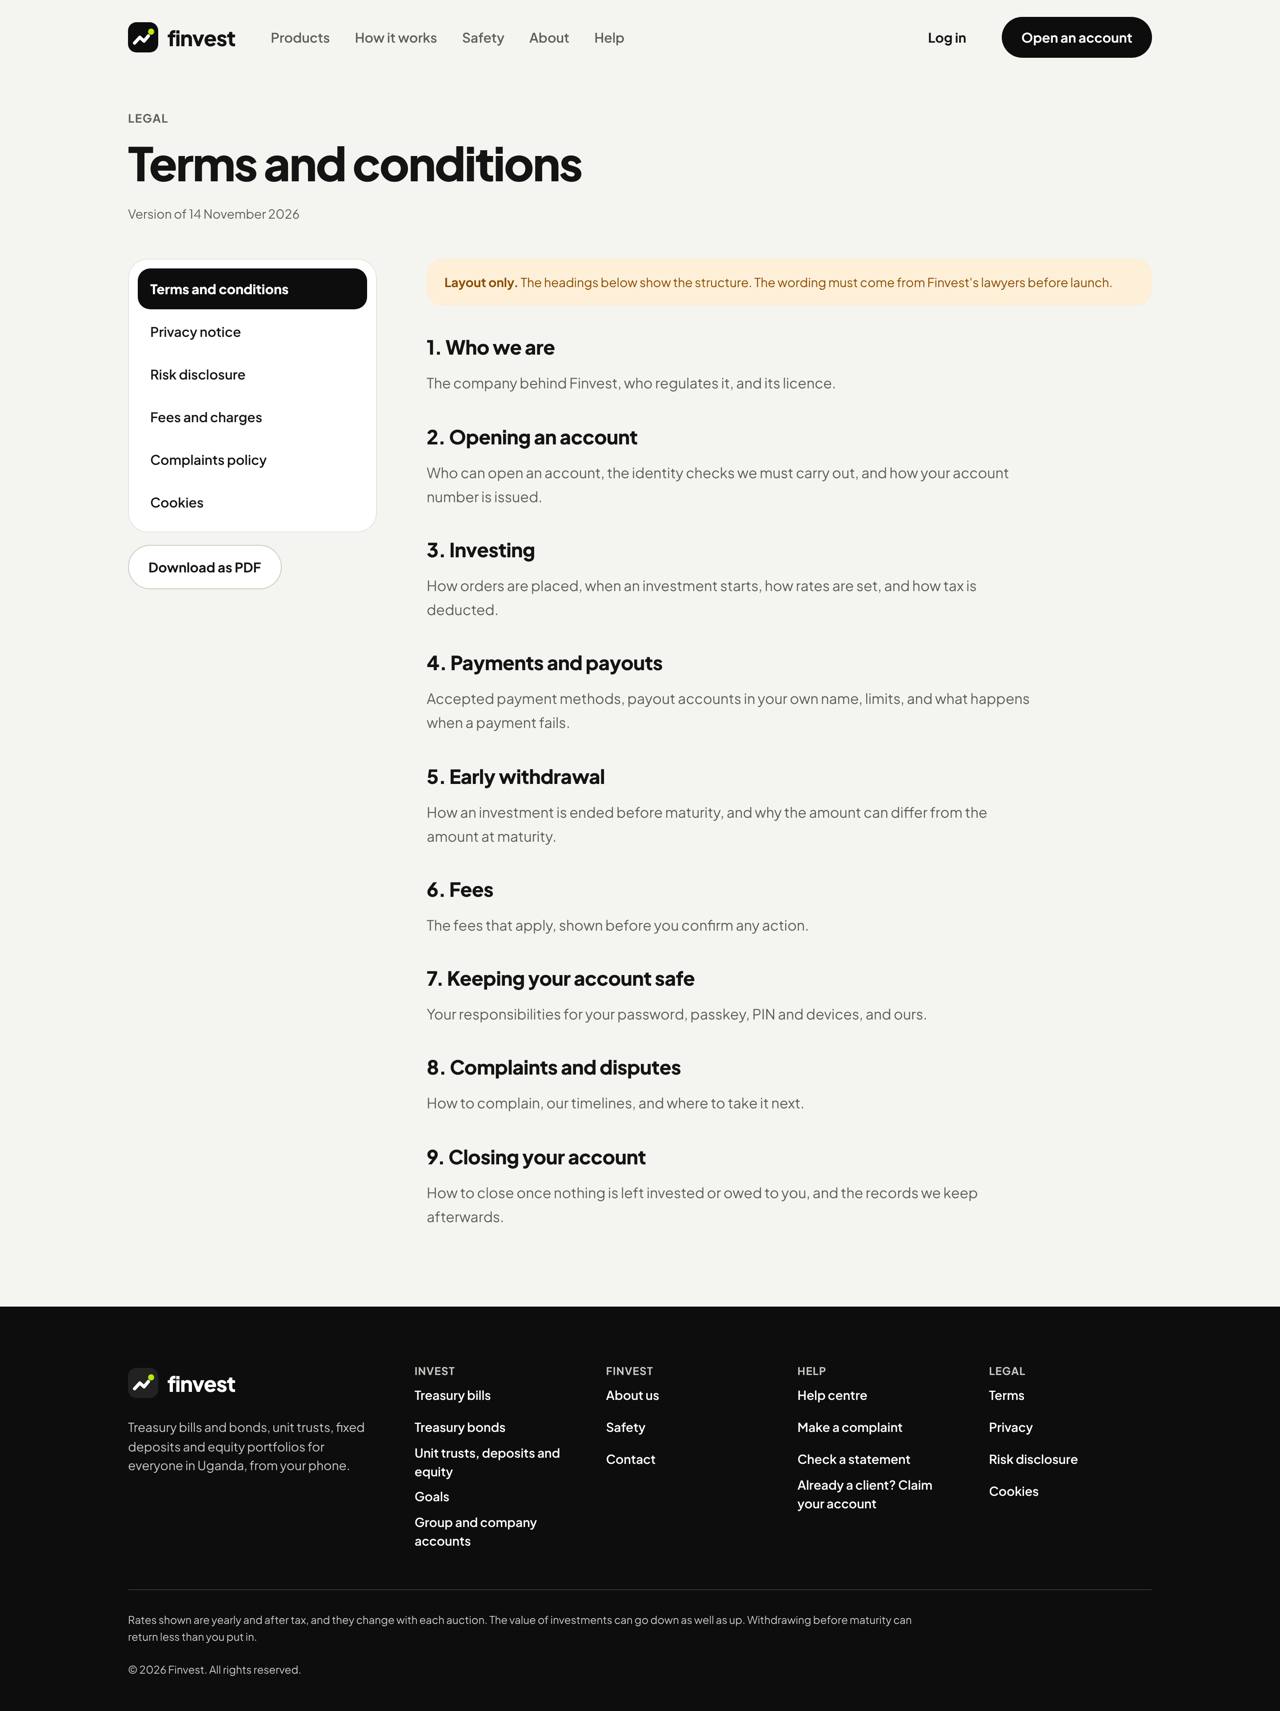 finvest
Products
How it works
Safety
About
Help
Log in
Open an account
LEGAL
Terms and conditions
Version of 14 November 2026
Terms and conditions
Privacy notice
Risk disclosure
Fees and charges
Complaints policy
Cookies
Download as PDF
Layout only. The headings below show the structure. The wording must come from Finvest's lawyers before launch.
1. Who we are
The company behind Finvest, who regulates it, and its licence.
2. Opening an account
Who can open an account, the identity checks we must carry out, and how your account
number is issued.
3. Investing
How orders are placed, when an investment starts, how rates are set, and how tax is
deducted.
4. Payments and payouts
Accepted payment methods, payout accounts in your own name, limits, and what happens
when a payment fails.
5. Early withdrawal
How an investment is ended before maturity, and why the amount can differ from the
amount at maturity.
6. Fees
The fees that apply, shown before you confirm any action.
7. Keeping your account safe
Your responsibilities for your password, passkey, PIN and devices, and ours.
8. Complaints and disputes
How to complain, our timelines, and where to take it next.
9. Closing your account
How to close once nothing is left invested or owed to you, and the records we keep
afterwards.
finvest
Treasury bills and bonds, unit trusts, fixed
deposits and equity portfolios for
everyone in Uganda, from your phone.
INVEST
Treasury bills
Treasury bonds
Unit trusts, deposits and
equity
Goals
Group and company
accounts
FINVEST
About us
Safety
Contact
HELP
Help centre
Make a complaint
Check a statement
Already a client? Claim
your account
LEGAL
Terms
Privacy
Risk disclosure
Cookies
Rates shown are yearly and after tax, and they change with each auction. The value of investments can go down as well as up. Withdrawing before maturity can
return less than you put in.
© 2026 Finvest. All rights reserved.